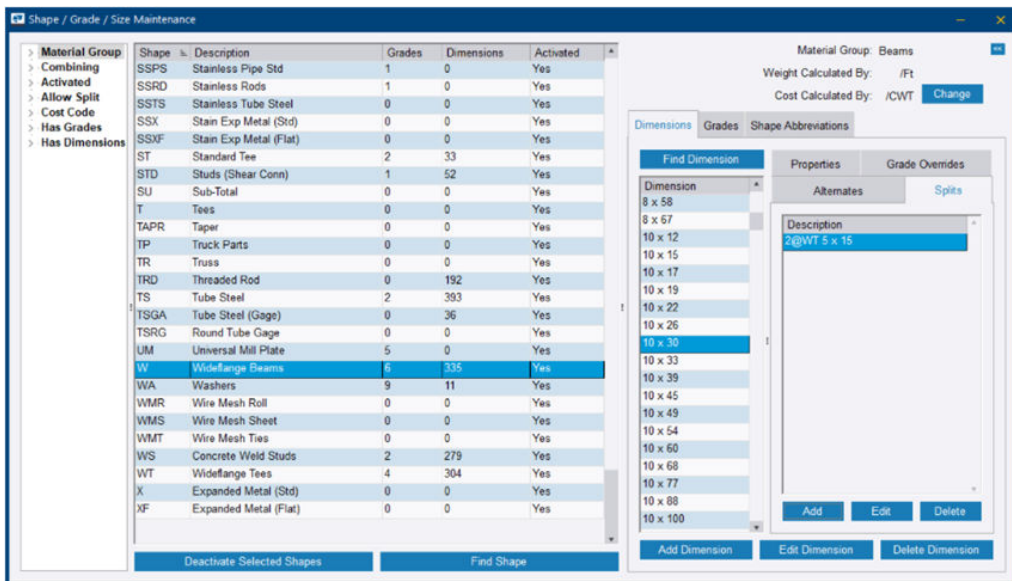 Shape / Grade / Size Maintenance
Material Group
Combining
Activated
Allow Split
Cost Code
Has Grades
Has Dimensions
Shape Description Grades Dimensions Activated
SSPS Stainless Pipe Std 1 0 Yes
SSRD Stainless Rods 1 0 Yes
SSTS Stainless Tube Steel 0 0 Yes
SSX Stain Exp Metal (Std) 0 0 Yes
SSXF Stain Exp Metal (Flat) 0 0 Yes
ST Standard Tee 2 33 Yes
STD Studs (Shear Conn) 1 52 Yes
SU Sub-Total 0 0 Yes
T Tees 0 0 Yes
TAPR Taper 0 0 Yes
TP Truck Parts 0 0 Yes
TR Truss 0 0 Yes
TRD Threaded Rod 0 192 Yes
TS Tube Steel 2 393 Yes
TSGA Tube Steel (Gage) 0 36 Yes
TSRG Round Tube Gage 0 0 Yes
UM Universal Mill Plate 5 0 Yes
W Wideflange Beams 6 335 Yes
WA Washers 9 11 Yes
WMR Wire Mesh Roll 0 0 Yes
WMS Wire Mesh Sheet 0 0 Yes
WMT Wire Mesh Ties 0 0 Yes
WS Concrete Weld Studs 2 279 Yes
WT Wideflange Tees 4 304 Yes
X Expanded Metal (Std) 0 0 Yes
XF Expanded Metal (Flat) 0 0 Yes
Deactivate Selected Shapes Find Shape
Material Group: Beams
Weight Calculated By: /Ft
Cost Calculated By: /CWT Change
Dimensions Grades Shape Abbreviations
Find Dimension
Dimension
8 x 58
8 x 67
10 x 12
10 x 15
10 x 17
10 x 19
10 x 22
10 x 26
10 x 30
10 x 33
10 x 39
10 x 45
10 x 49
10 x 54
10 x 60
10 x 68
10 x 77
10 x 88
10 x 100
Properties Grade Overrides
Alternates Splits
Description
2@WT 5 x 15
Add Edit Delete
Add Dimension Edit Dimension Delete Dimension